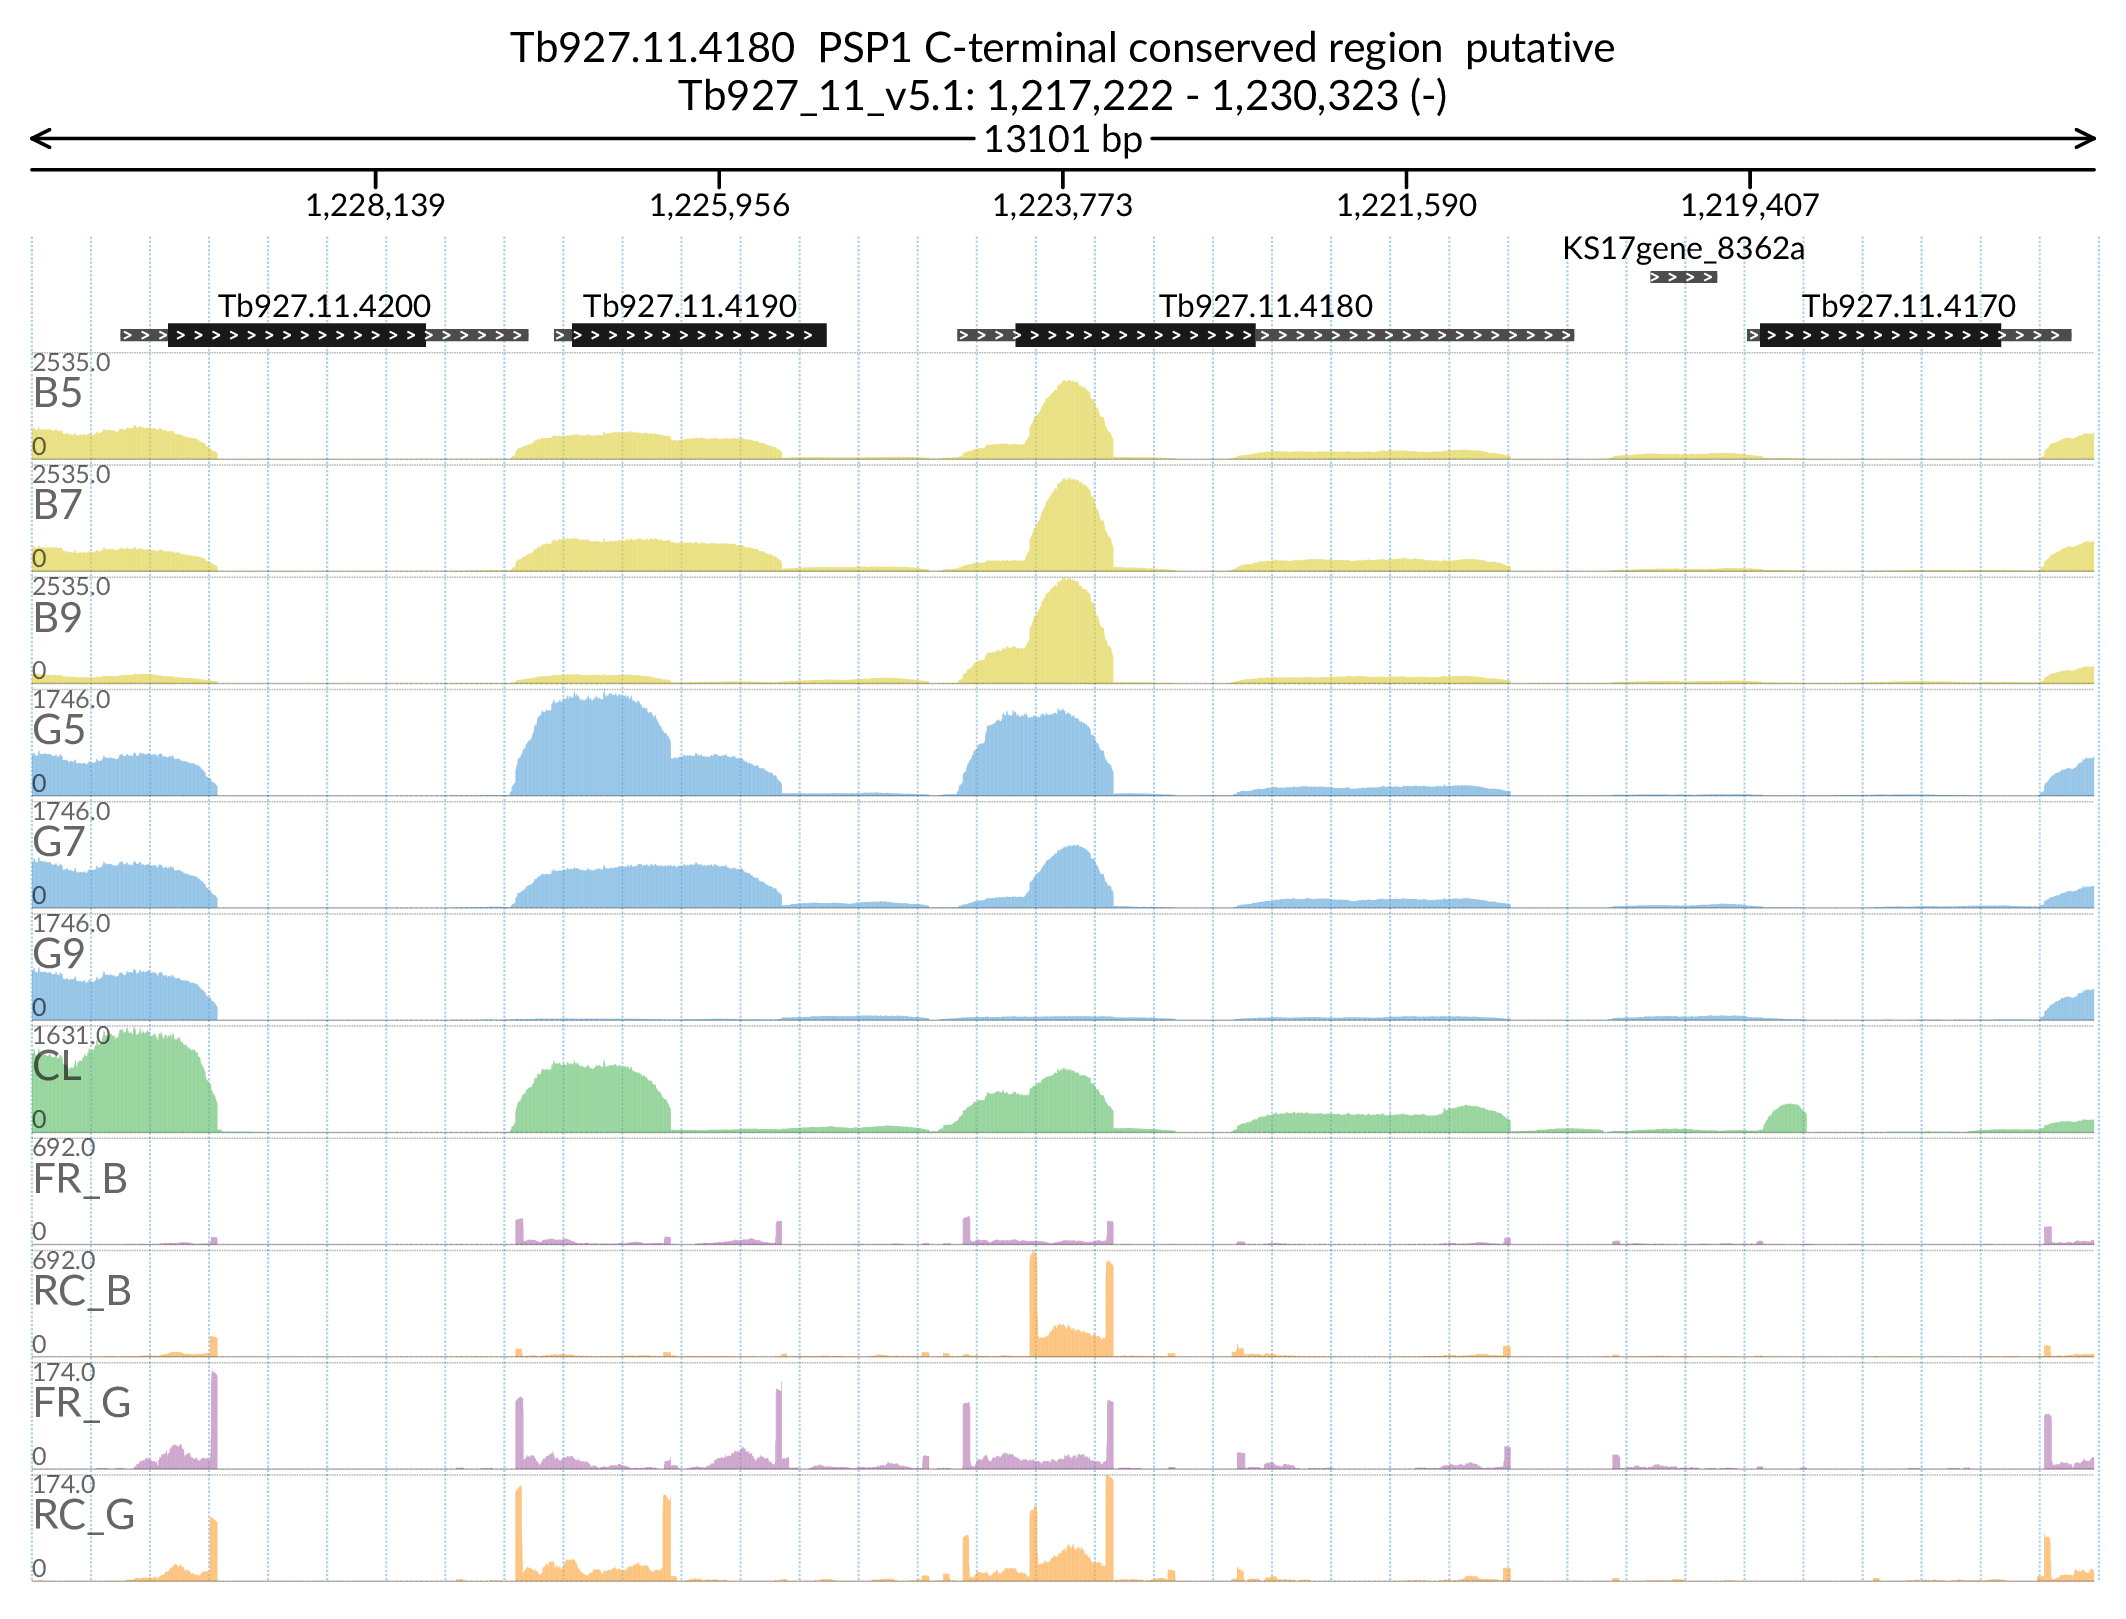 Tb927.11.4180 PSP1 C-terminal conserved region putative
Tb927_11_v5.1: 1,217,222 - 1,230,323 (-)
13101 bp
1,228,139 1,225,956 1,223,773 1,221,590 1,219,407
KS17gene_8362a
Tb927.11.4200 Tb927.11.4190 Tb927.11.4180 Tb927.11.4170
2535.0
B5
0
2535.0
B7
0
2535.0
B9
0
1746.0
G5
0
1746.0
G7
0
1746.0
G9
0
1631.0
CL
0
692.0
FR_B
0
692.0
RC_B
0
174.0
FR_G
0
174.0
RC_G
0